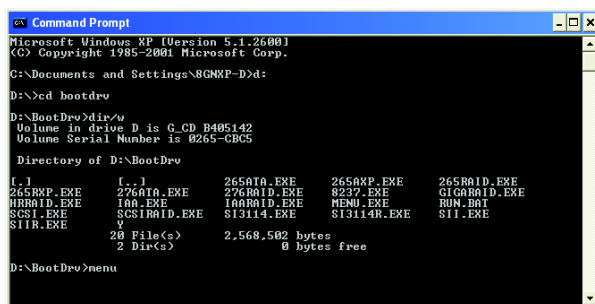 Command Prompt
Microsoft Windows XP [Version 5.1.2600]
(C) Copyright 1985-2001 Microsoft Corp.
C:\Documents and Settings\8GNXP-D>d:
D:\>cd bootdrv
D:\BootDrv>dir/w
Volume in drive D is G_CD B405142
Volume Serial Number is 0265-CBC5
Directory of D:\BootDrv
[.] [..] 265ATA.EXE 265AXP.EXE 265RAID.EXE
265RXP.EXE 276ATA.EXE 276RAID.EXE 8237.EXE GIGARAID.EXE
HRRAID.EXE IAA.EXE IAARAID.EXE MENU.EXE RUN.BAT
SCSI.EXE SCSIRAID.EXE SI3114.EXE SI3114R.EXE SII.EXE
SIIR.EXE Y
20 File(s) 2,568,502 bytes
2 Dir(s) 0 bytes free
D:\BootDrv>menu